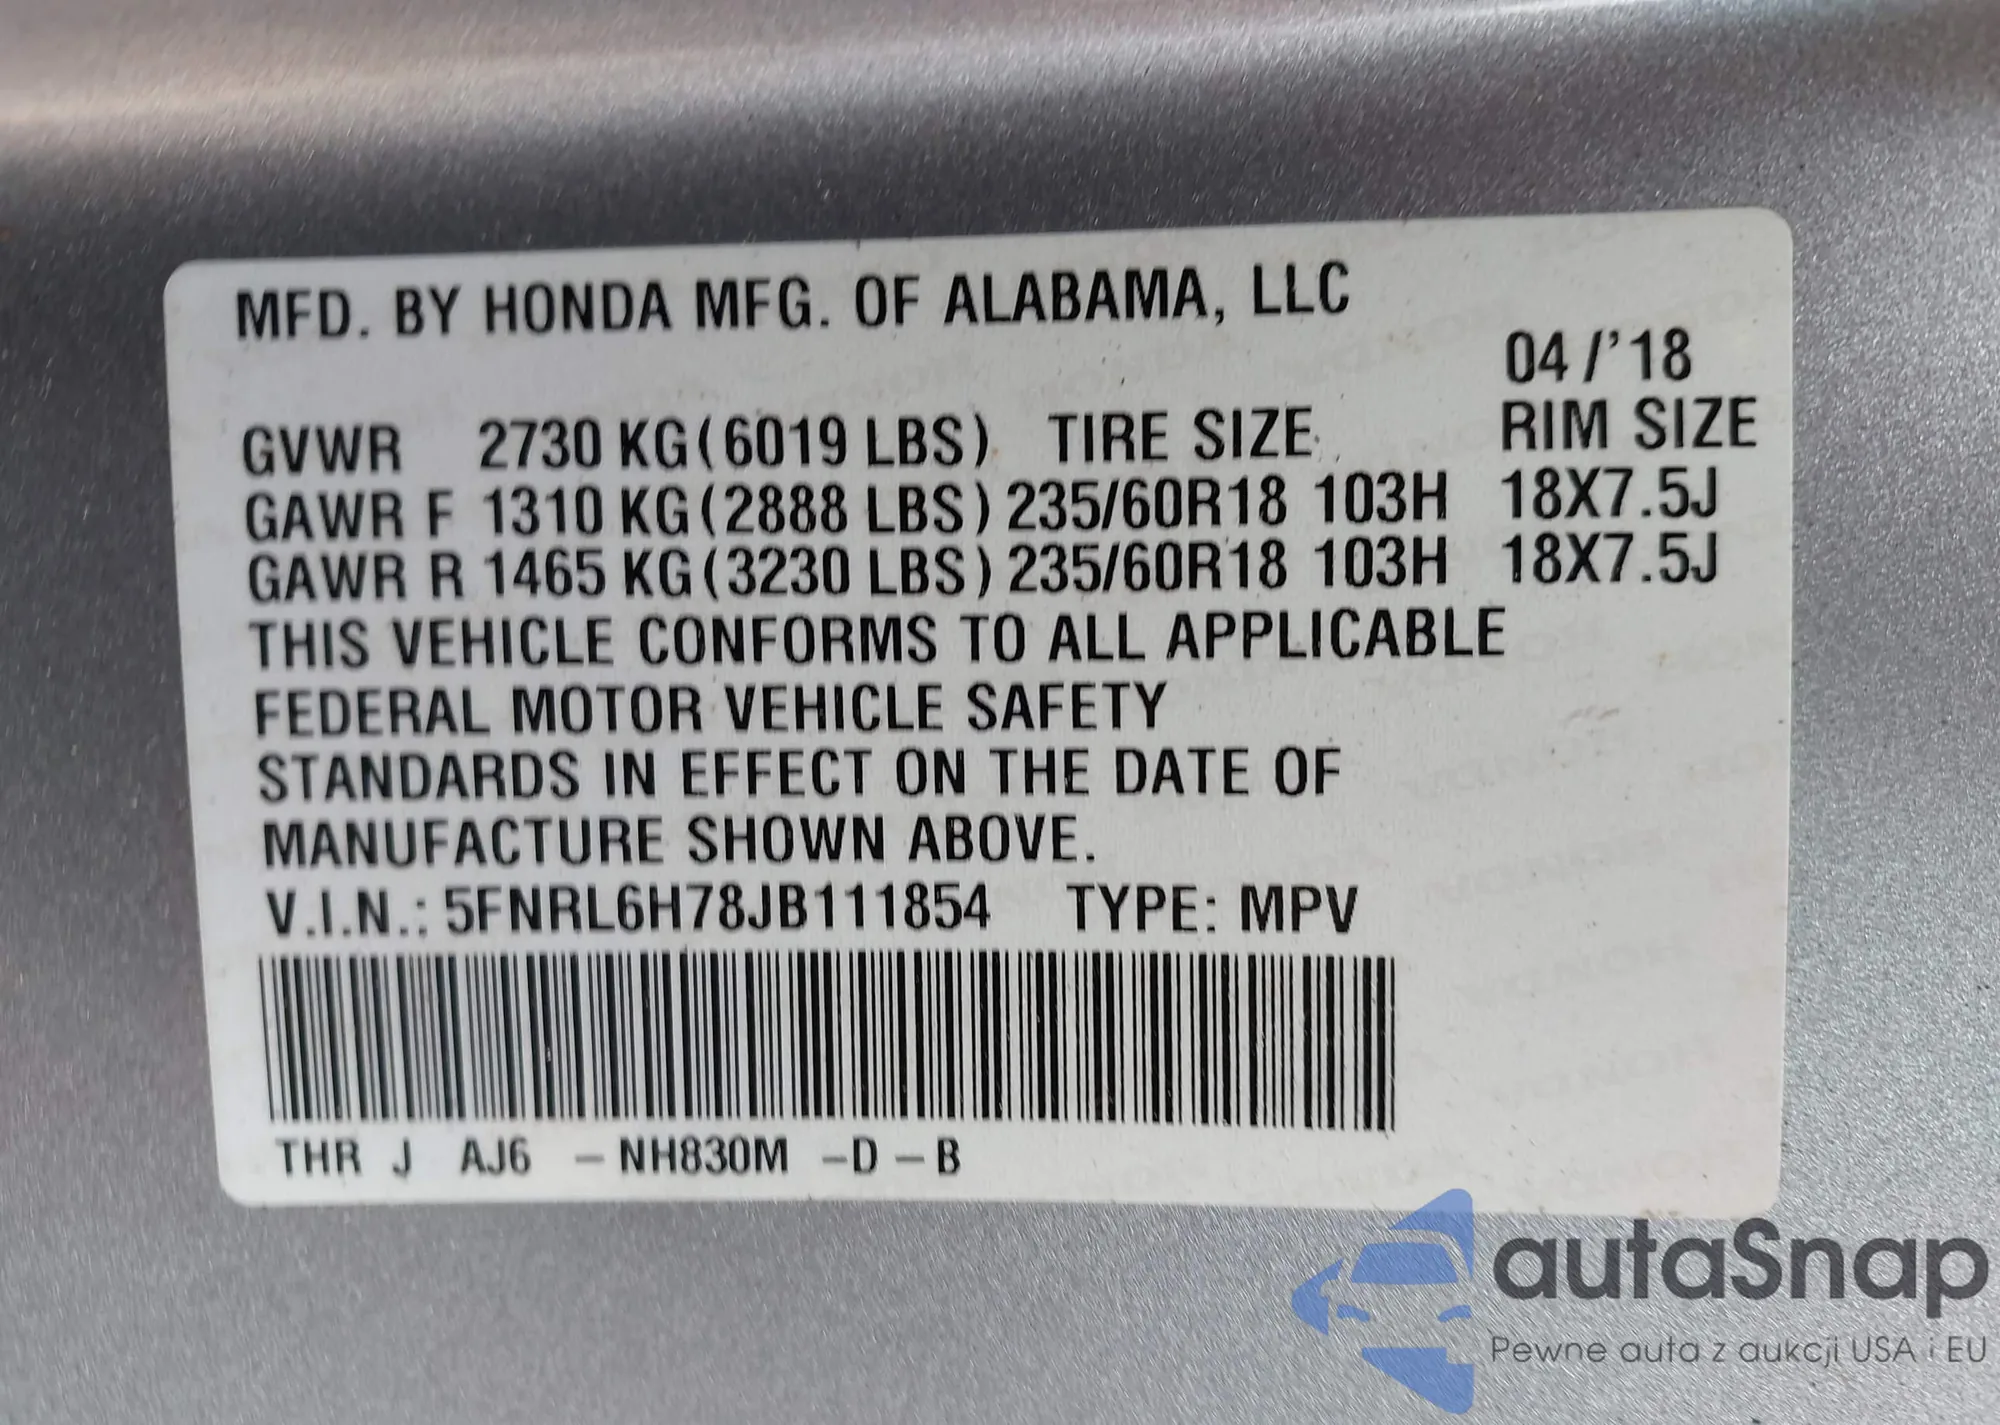 MFD. BY HONDA MFG. OF ALABAMA, LLC
04/'18
GVWR 2730 KG(6019 LBS) TIRE SIZE RIM SIZE
GAWR F 1310 KG(2888 LBS) 235/60R18 103H 18X7.5J
GAWR R 1465 KG(3230 LBS) 235/60R18 103H 18X7.5J
THIS VEHICLE CONFORMS TO ALL APPLICABLE
FEDERAL MOTOR VEHICLE SAFETY
STANDARDS IN EFFECT ON THE DATE OF
MANUFACTURE SHOWN ABOVE.
V.I.N.: 5FNRL6H78JB111854 TYPE: MPV
THR J AJ6 -NH830M -D-B
autaSnap
Pewne auta z aukcji USA i EU